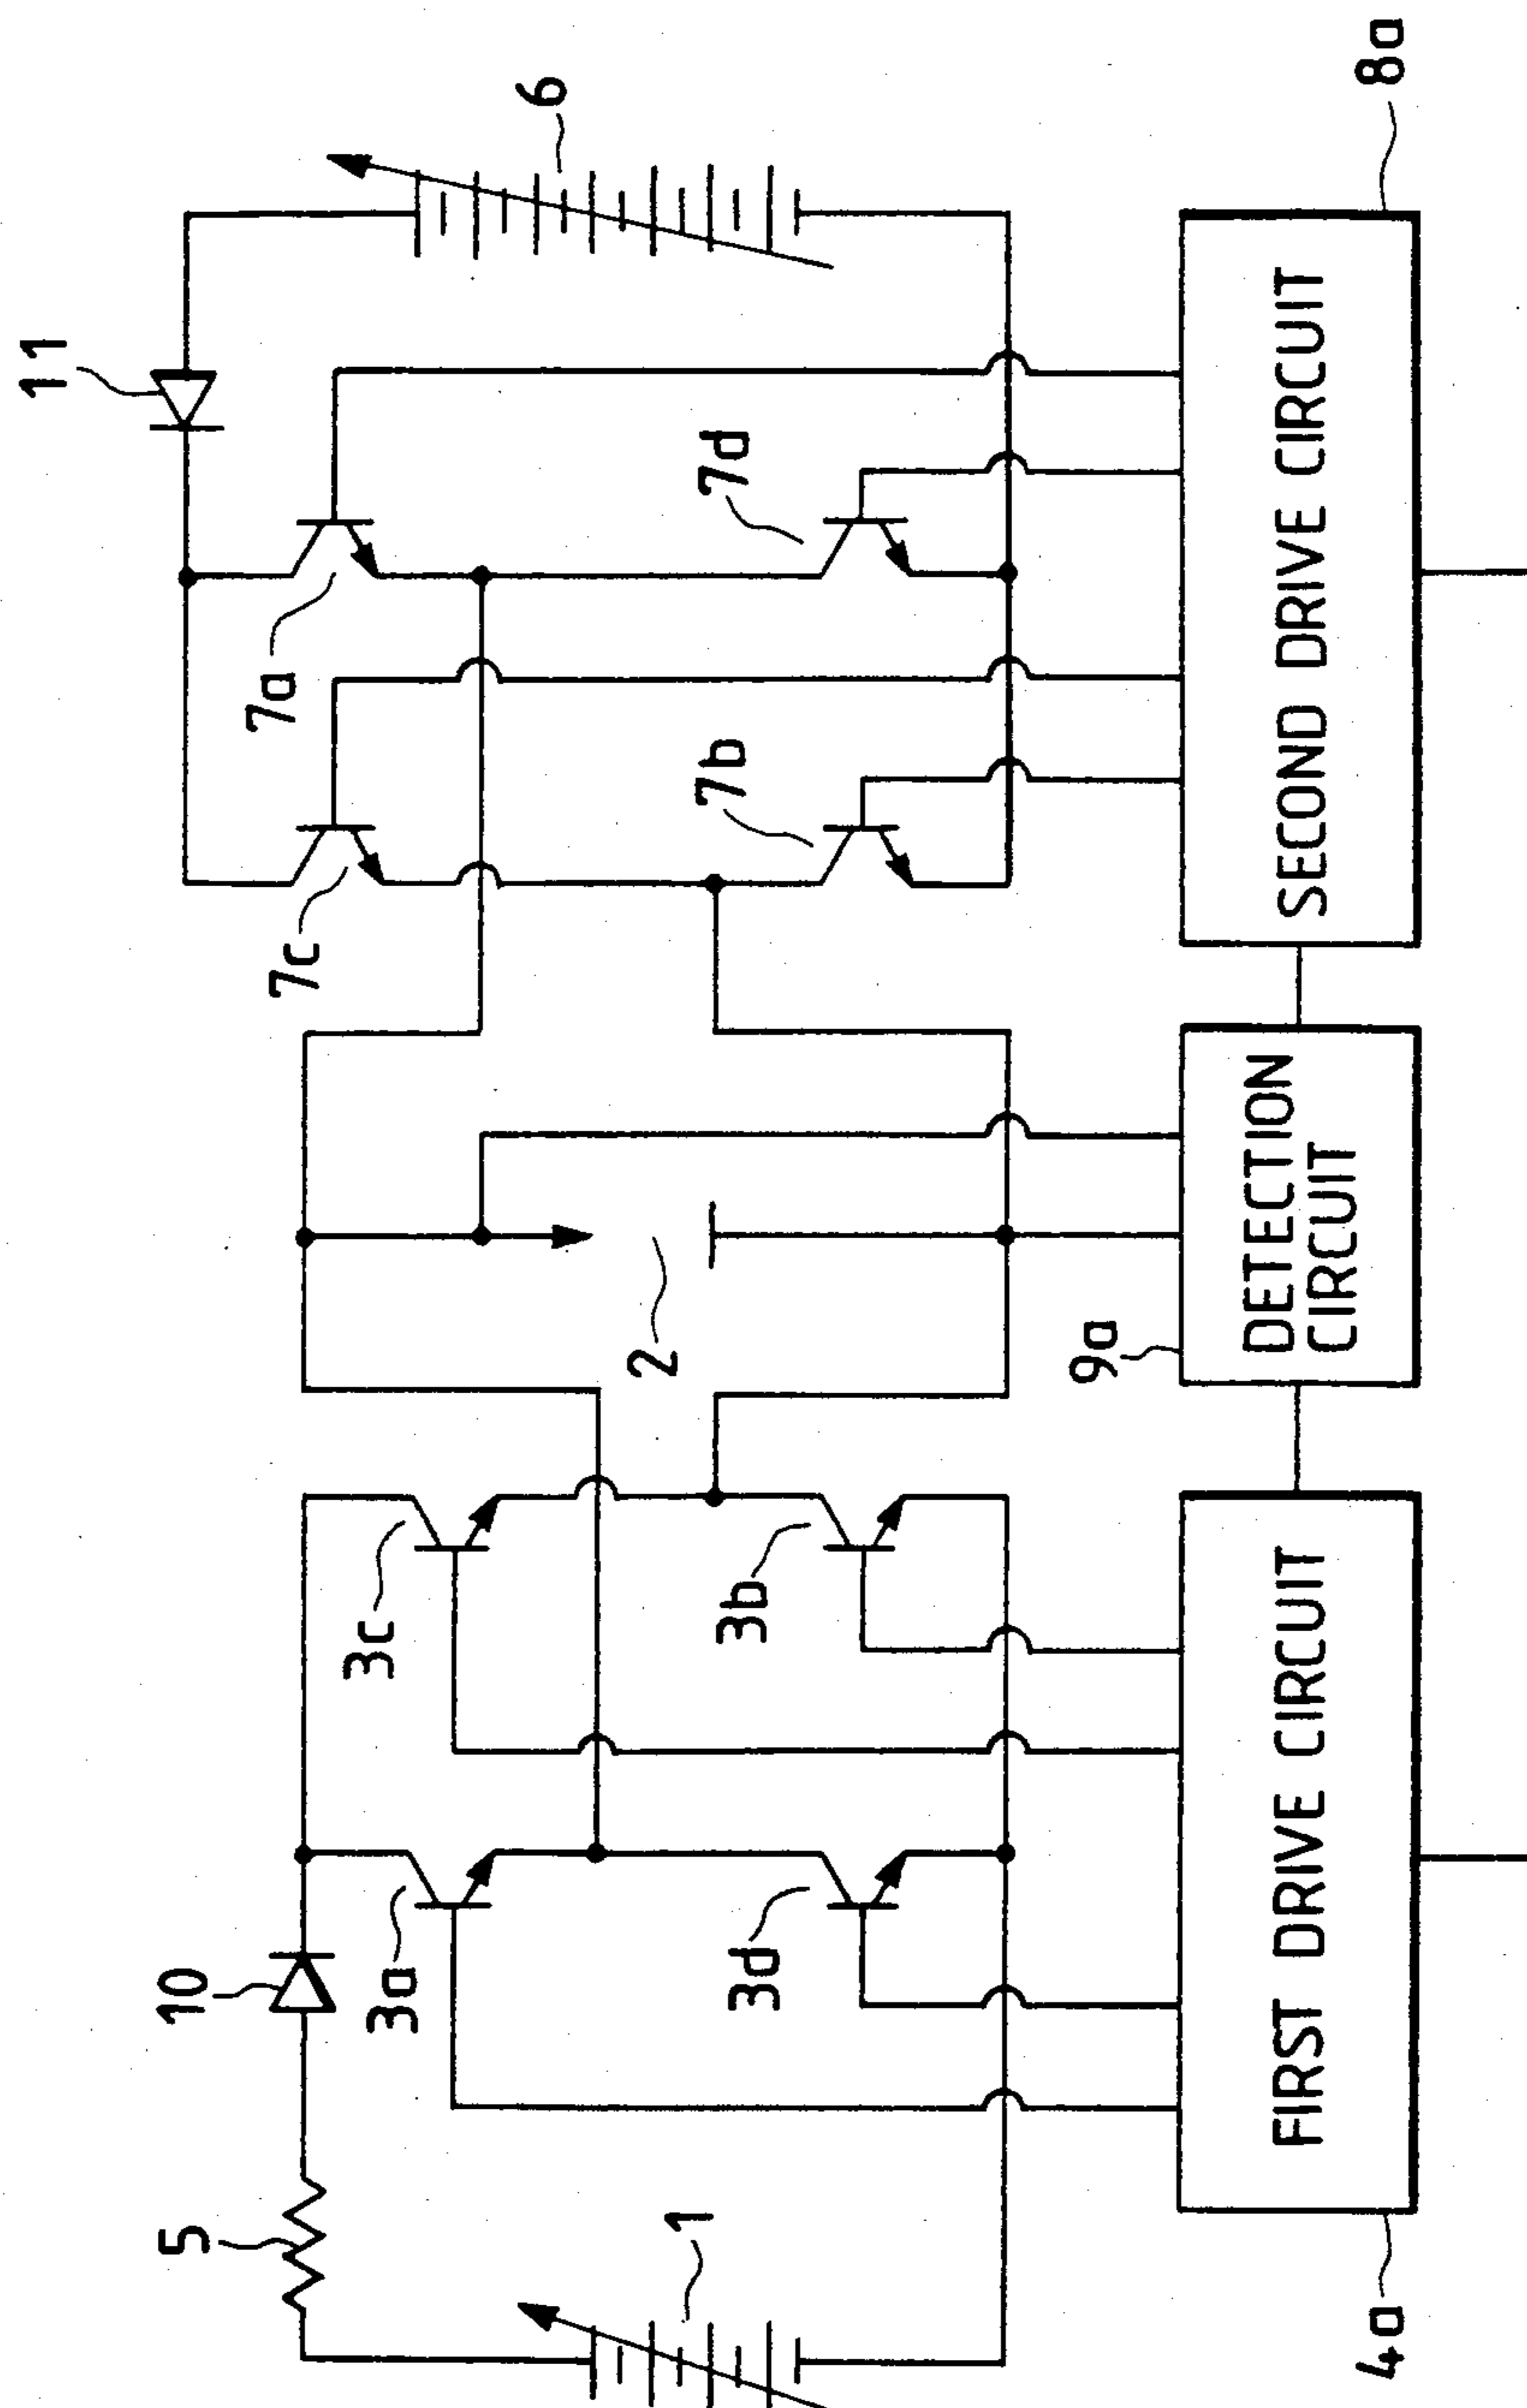 11
6
10
5
7a
7c
7d
7b
3c
3a
3b
3d
2
1
9a
8a
4a
FIRST DRIVE CIRCUIT
DETECTION
CIRCUIT
SECOND DRIVE CIRCUIT